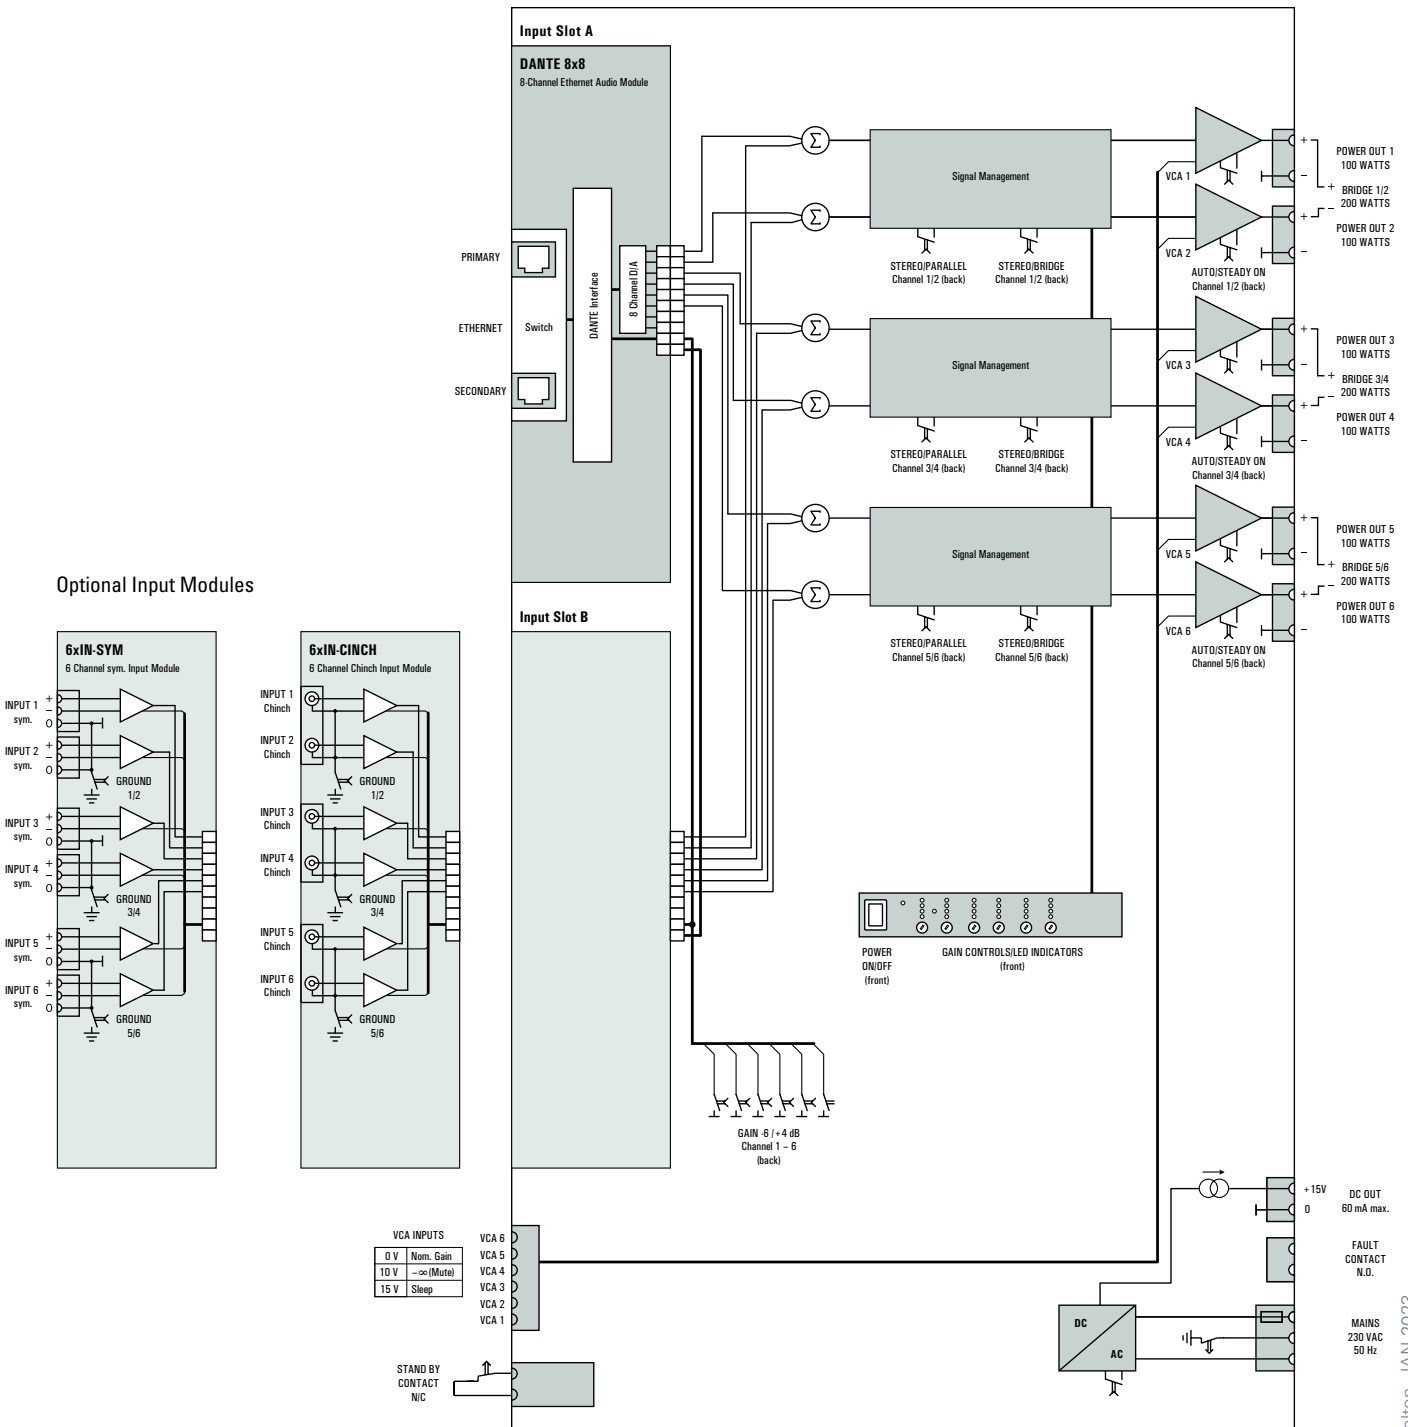 Input Slot A
DANTE 8x8
8-Channel Ethernet Audio Module
PRIMARY
ETHERNET
SECONDARY
Switch
DANTE Interface
8 Channel D/A
Σ
Σ
Σ
Σ
Σ
Σ
Signal Management
STEREO/PARALLEL
Channel 1/2 (back)
STEREO/BRIDGE
Channel 1/2 (back)
Signal Management
STEREO/PARALLEL
Channel 3/4 (back)
STEREO/BRIDGE
Channel 3/4 (back)
Signal Management
STEREO/PARALLEL
Channel 5/6 (back)
STEREO/BRIDGE
Channel 5/6 (back)
VCA 1
VCA 2
AUTO/STEADY ON
Channel 1/2 (back)
VCA 3
VCA 4
AUTO/STEADY ON
Channel 3/4 (back)
VCA 5
VCA 6
AUTO/STEADY ON
Channel 5/6 (back)
+
−
+
−
POWER OUT 1
100 WATTS
+ BRIDGE 1/2
− 200 WATTS
POWER OUT 2
100 WATTS
+
−
+
−
POWER OUT 3
100 WATTS
+ BRIDGE 3/4
− 200 WATTS
POWER OUT 4
100 WATTS
+
−
+
−
POWER OUT 5
100 WATTS
+ BRIDGE 5/6
− 200 WATTS
POWER OUT 6
100 WATTS
Optional Input Modules
6xIN-SYM
6 Channel sym. Input Module
INPUT 1
sym.
+
−
0
INPUT 2
sym.
+
−
0
GROUND
1/2
INPUT 3
sym.
+
−
0
INPUT 4
sym.
+
−
0
GROUND
3/4
INPUT 5
sym.
+
−
0
INPUT 6
sym.
+
−
0
GROUND
5/6
6xIN-CINCH
6 Channel Chinch Input Module
INPUT 1
Chinch
INPUT 2
Chinch
GROUND
1/2
INPUT 3
Chinch
INPUT 4
Chinch
GROUND
3/4
INPUT 5
Chinch
INPUT 6
Chinch
GROUND
5/6
Input Slot B
POWER
ON/OFF
(front)
GAIN CONTROLS/LED INDICATORS
(front)
GAIN -6 / +4 dB
Channel 1 – 6
(back)
VCA INPUTS
0 V Nom. Gain
10 V −∞(Mute)
15 V Sleep
VCA 6
VCA 5
VCA 4
VCA 3
VCA 2
VCA 1
STAND BY
CONTACT
N/C
+15V
0
DC OUT
60 mA max.
FAULT
CONTACT
N.O.
DC
AC
MAINS
230 VAC
50 Hz
JAN 2023